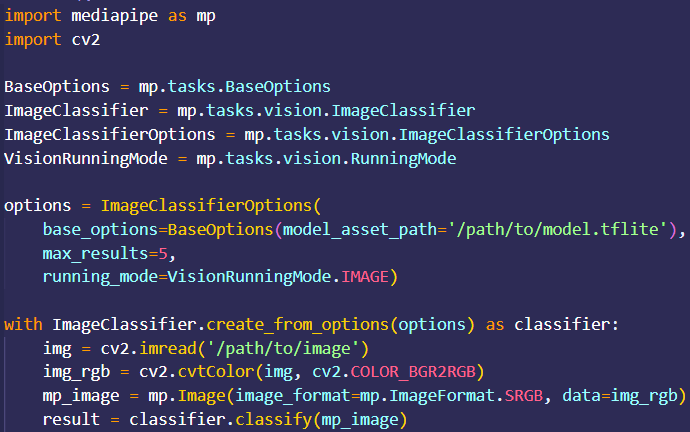 import mediapipe as mp
import cv2

BaseOptions = mp.tasks.BaseOptions
ImageClassifier = mp.tasks.vision.ImageClassifier
ImageClassifierOptions = mp.tasks.vision.ImageClassifierOptions
VisionRunningMode = mp.tasks.vision.RunningMode

options = ImageClassifierOptions(
    base_options=BaseOptions(model_asset_path='/path/to/model.tflite'),
    max_results=5,
    running_mode=VisionRunningMode.IMAGE)

with ImageClassifier.create_from_options(options) as classifier:
    img = cv2.imread('/path/to/image')
    img_rgb = cv2.cvtColor(img, cv2.COLOR_BGR2RGB)
    mp_image = mp.Image(image_format=mp.ImageFormat.SRGB, data=img_rgb)
    result = classifier.classify(mp_image)